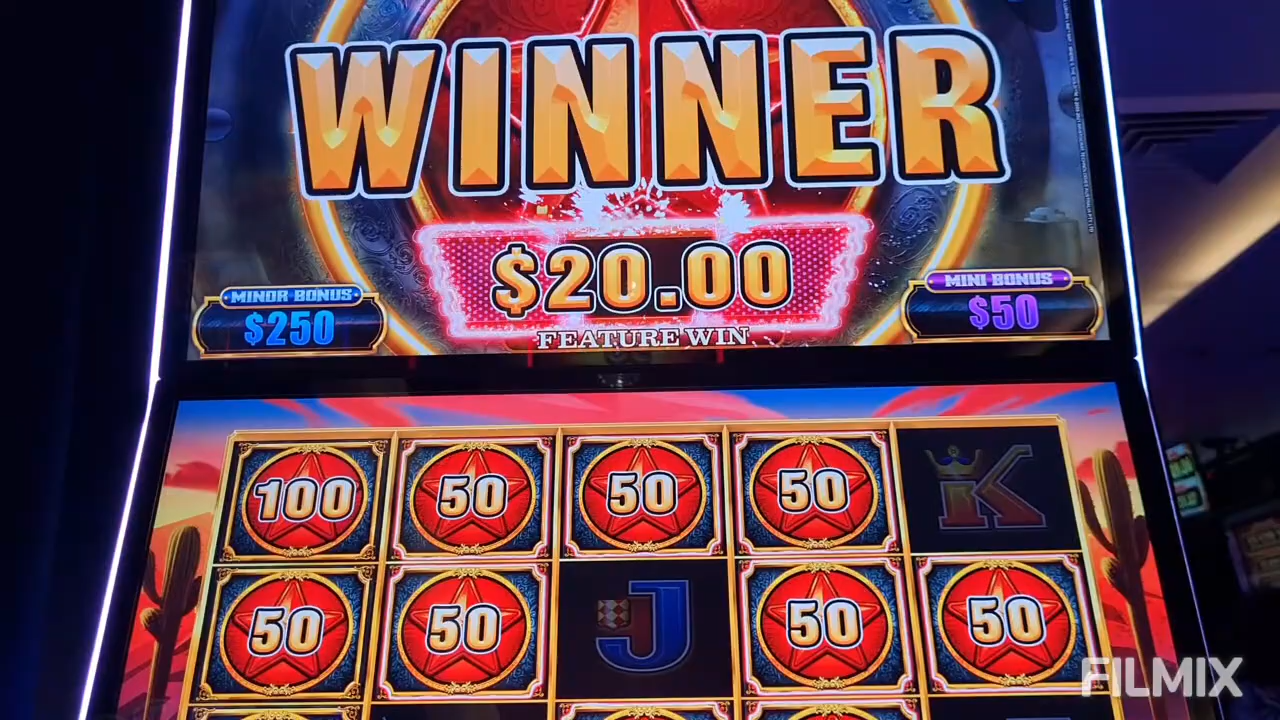 WINNER
$20.00
FEATURE WIN
MINOR BONUS
$250
MINI BONUS
$50
100 50 50 50 K
50 50 J 50 50
FILMIX